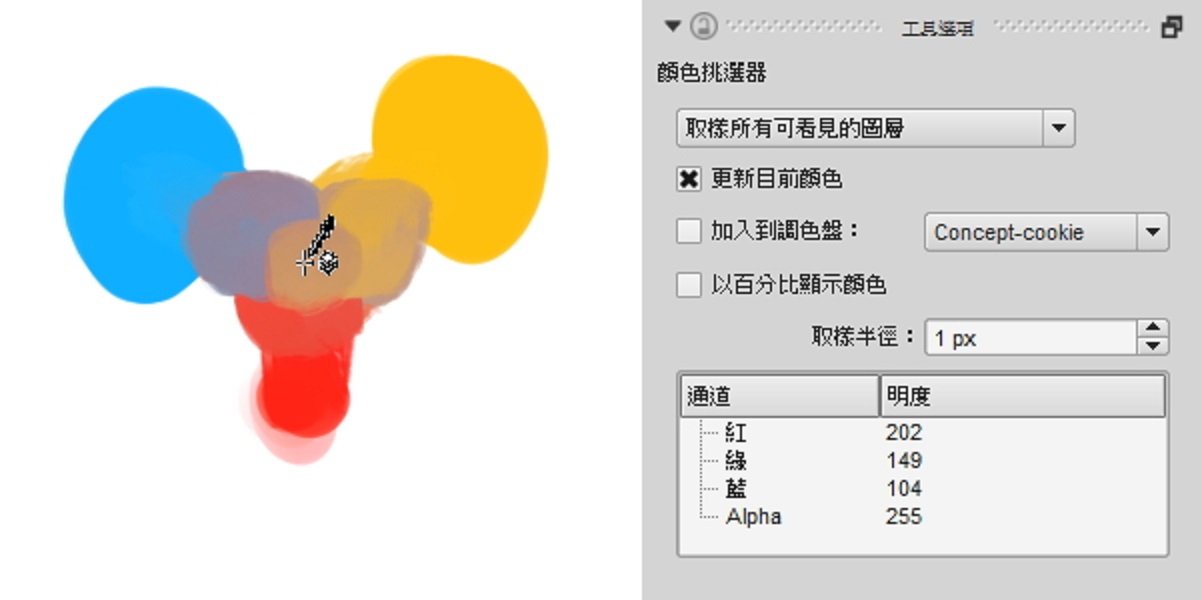 工具選項
顏色挑選器
取樣所有可看見的圖層
更新目前顏色
加入到調色盤： Concept-cookie
以百分比顯示顏色
取樣半徑： 1 px
通道 明度
紅 202
綠 149
藍 104
Alpha 255